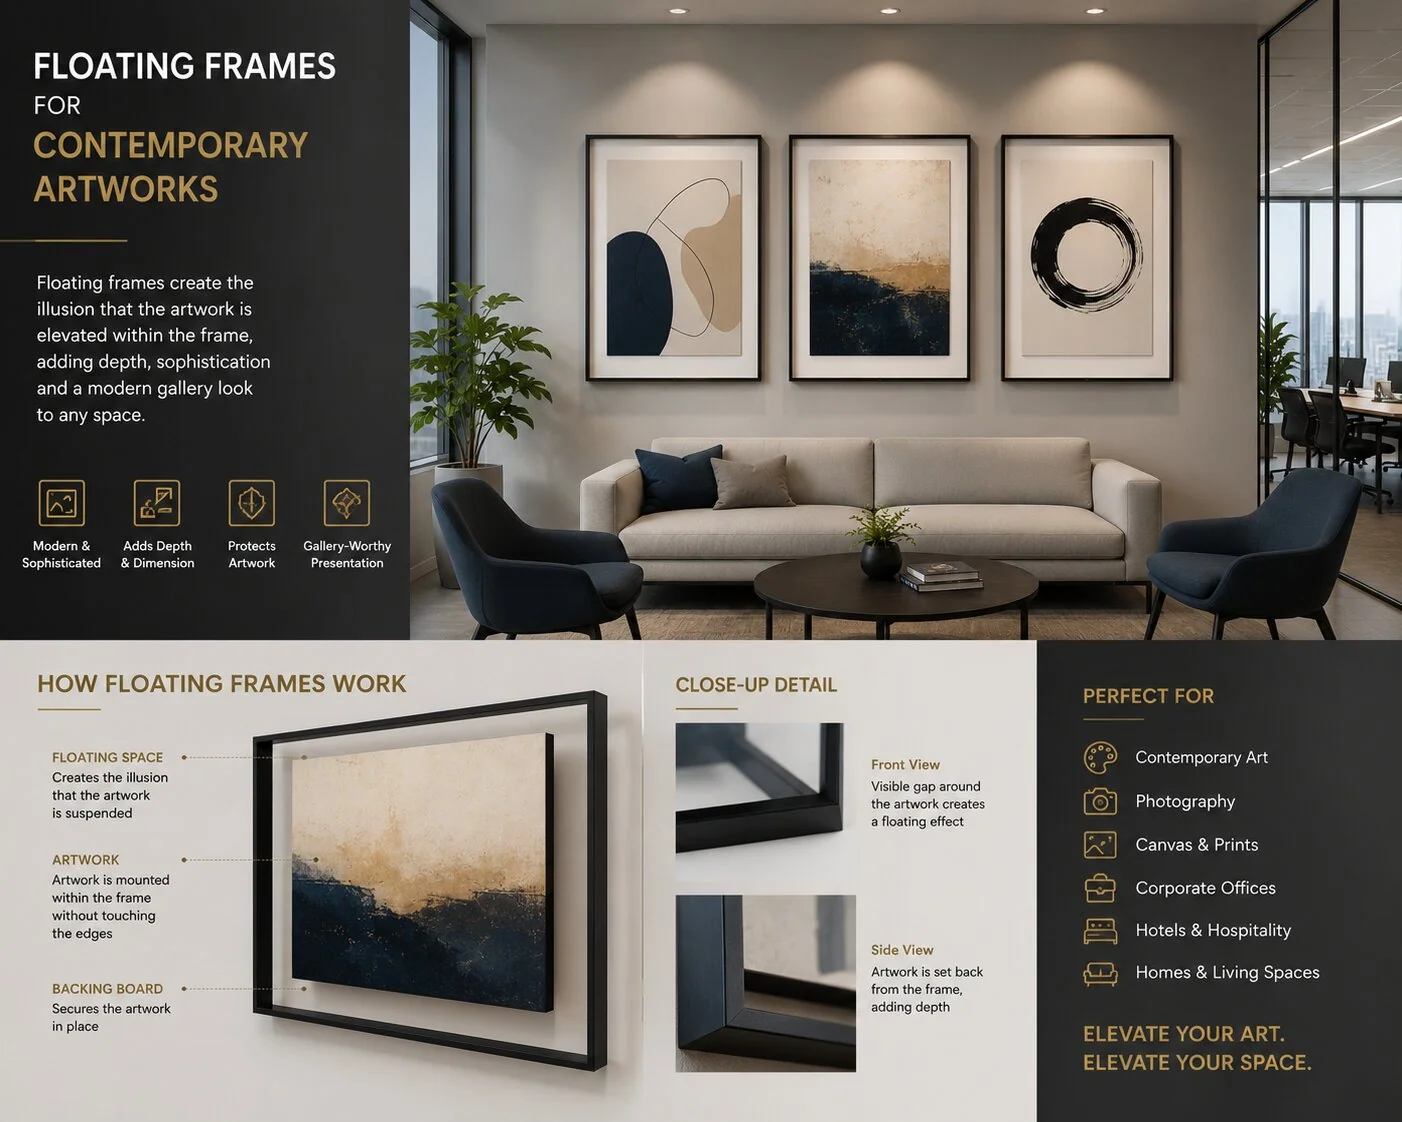 FLOATING FRAMES
FOR
CONTEMPORARY
ARTWORKS
Floating frames create the
illusion that the artwork is
elevated within the frame,
adding depth, sophistication
and a modern gallery look
to any space.
Modern &
Sophisticated
Adds Depth
& Dimension
Protects
Artwork
Gallery-Worthy
Presentation
HOW FLOATING FRAMES WORK
FLOATING SPACE
Creates the illusion
that the artwork
is suspended
ARTWORK
Artwork is mounted
within the frame
without touching
the edges
BACKING BOARD
Secures the artwork
in place
CLOSE-UP DETAIL
Front View
Visible gap around
the artwork creates
a floating effect
Side View
Artwork is set back
from the frame,
adding depth
PERFECT FOR
Contemporary Art
Photography
Canvas & Prints
Corporate Offices
Hotels & Hospitality
Homes & Living Spaces
ELEVATE YOUR ART.
ELEVATE YOUR SPACE.